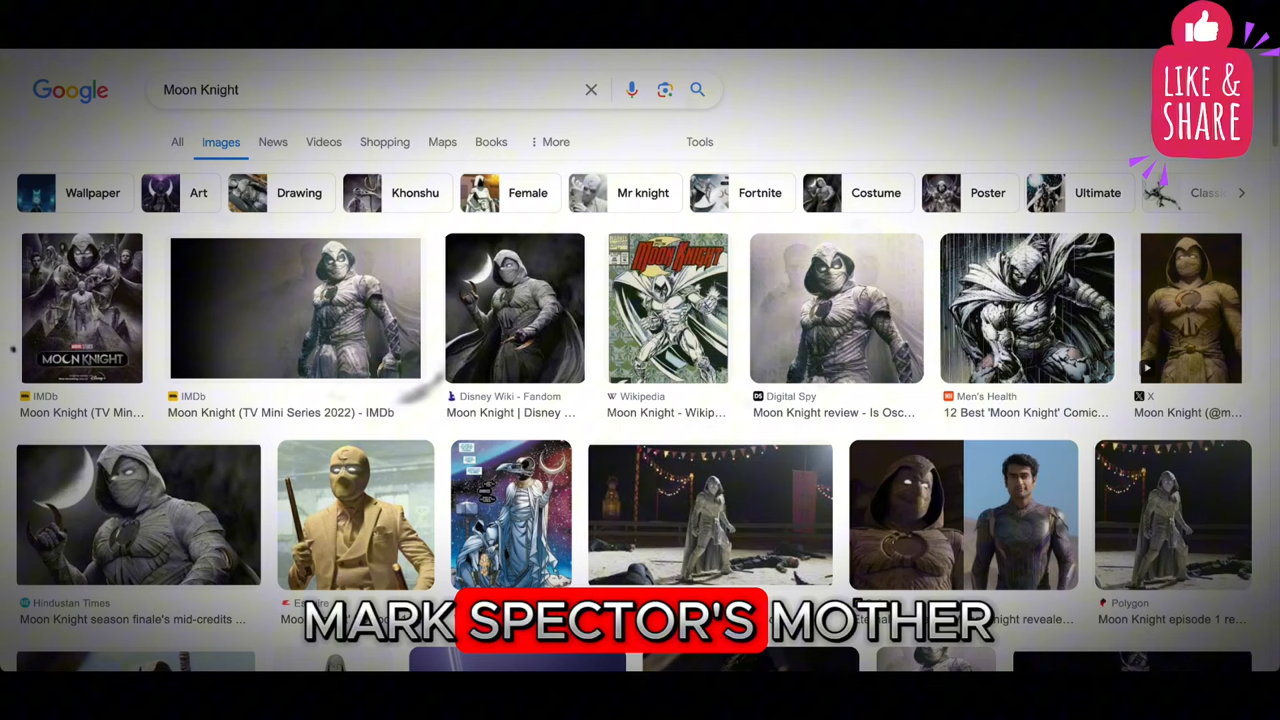 LIKE &
SHARE
Google
Moon Knight
All Images News Videos Shopping Maps Books More Tools
Wallpaper Art Drawing Khonshu Female Mr knight Fortnite Costume Poster Ultimate Classic
MOON KNIGHT
MOON KNIGHT
IMDb
Moon Knight (TV Min...
IMDb
Moon Knight (TV Mini Series 2022) - IMDb
Disney Wiki - Fandom
Moon Knight | Disney ...
Wikipedia
Moon Knight - Wikip...
Digital Spy
Moon Knight review - Is Osc...
Men's Health
12 Best 'Moon Knight' Comic...
X
Moon Knight (@m...
Hindustan Times
Moon Knight season finale's mid-credits ...
Polygon
Moon Knight episode 1 re...
MARK SPECTOR'S MOTHER